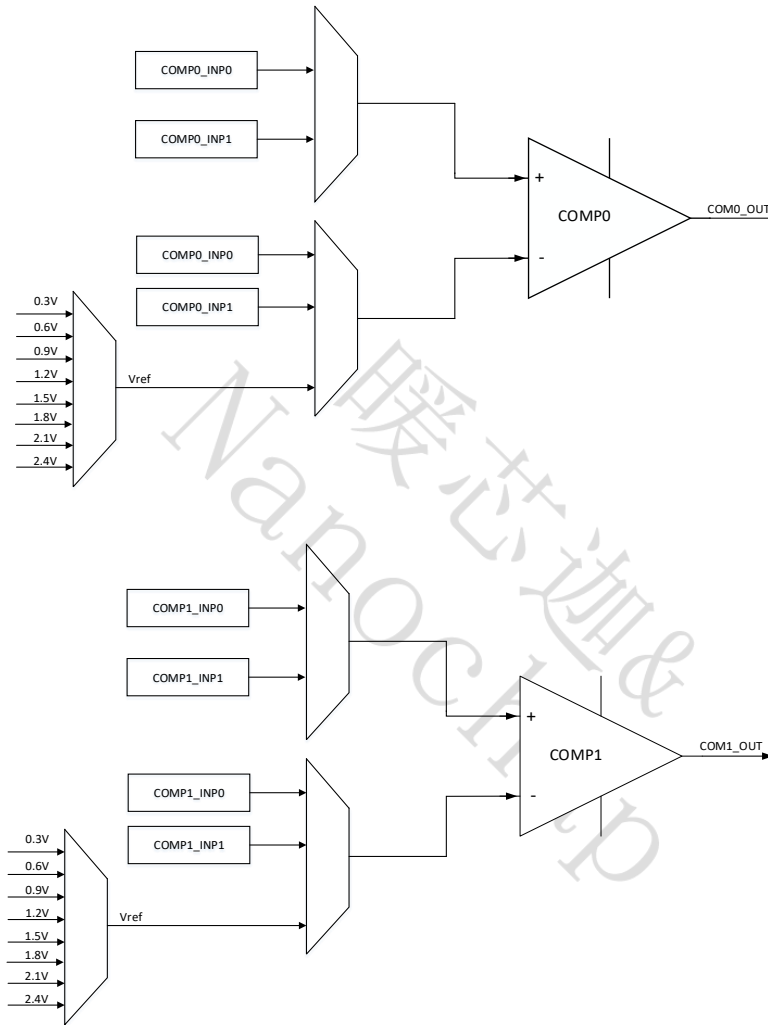 COMP0_INP0
COMP0_INP1
+
COMP0
COM0_OUT
COMP0_INP0
-
COMP0_INP1
0.3V
0.6V
0.9V
1.2V
Vref
1.5V
1.8V
2.1V
2.4V
暖芯迦&
Nanochip
COMP1_INP0
COMP1_INP1
+
COMP1
COM1_OUT
COMP1_INP0
-
COMP1_INP1
0.3V
0.6V
0.9V
1.2V
Vref
1.5V
1.8V
2.1V
2.4V